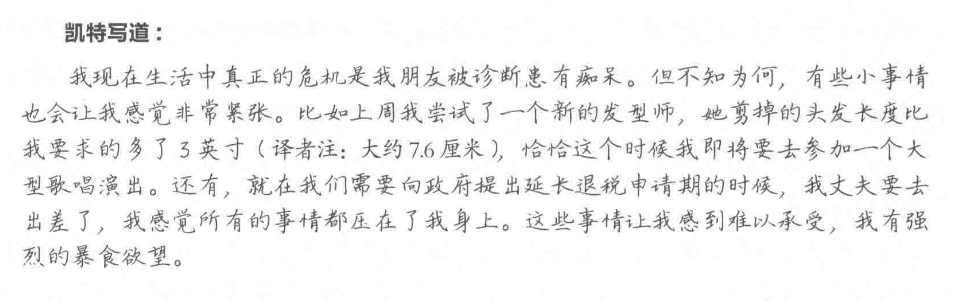 凯特写道：
我现在生活中真正的危机是我朋友被诊断患有痴呆。但不知为何，有些小事情
也会让我感觉非常紧张。比如上周我尝试了一个新的发型师，她剪掉的头发长度比
我要求的多了3英寸（译者注：大约7.6厘米），恰恰这个时候我即将要去参加一个大
型歌唱演出。还有，就在我们需要向政府提出延长退税申请期的时候，我丈夫要去
出差了，我感觉所有的事情都压在了我身上。这些事情让我感到难以承受，我有强
烈的暴食欲望。